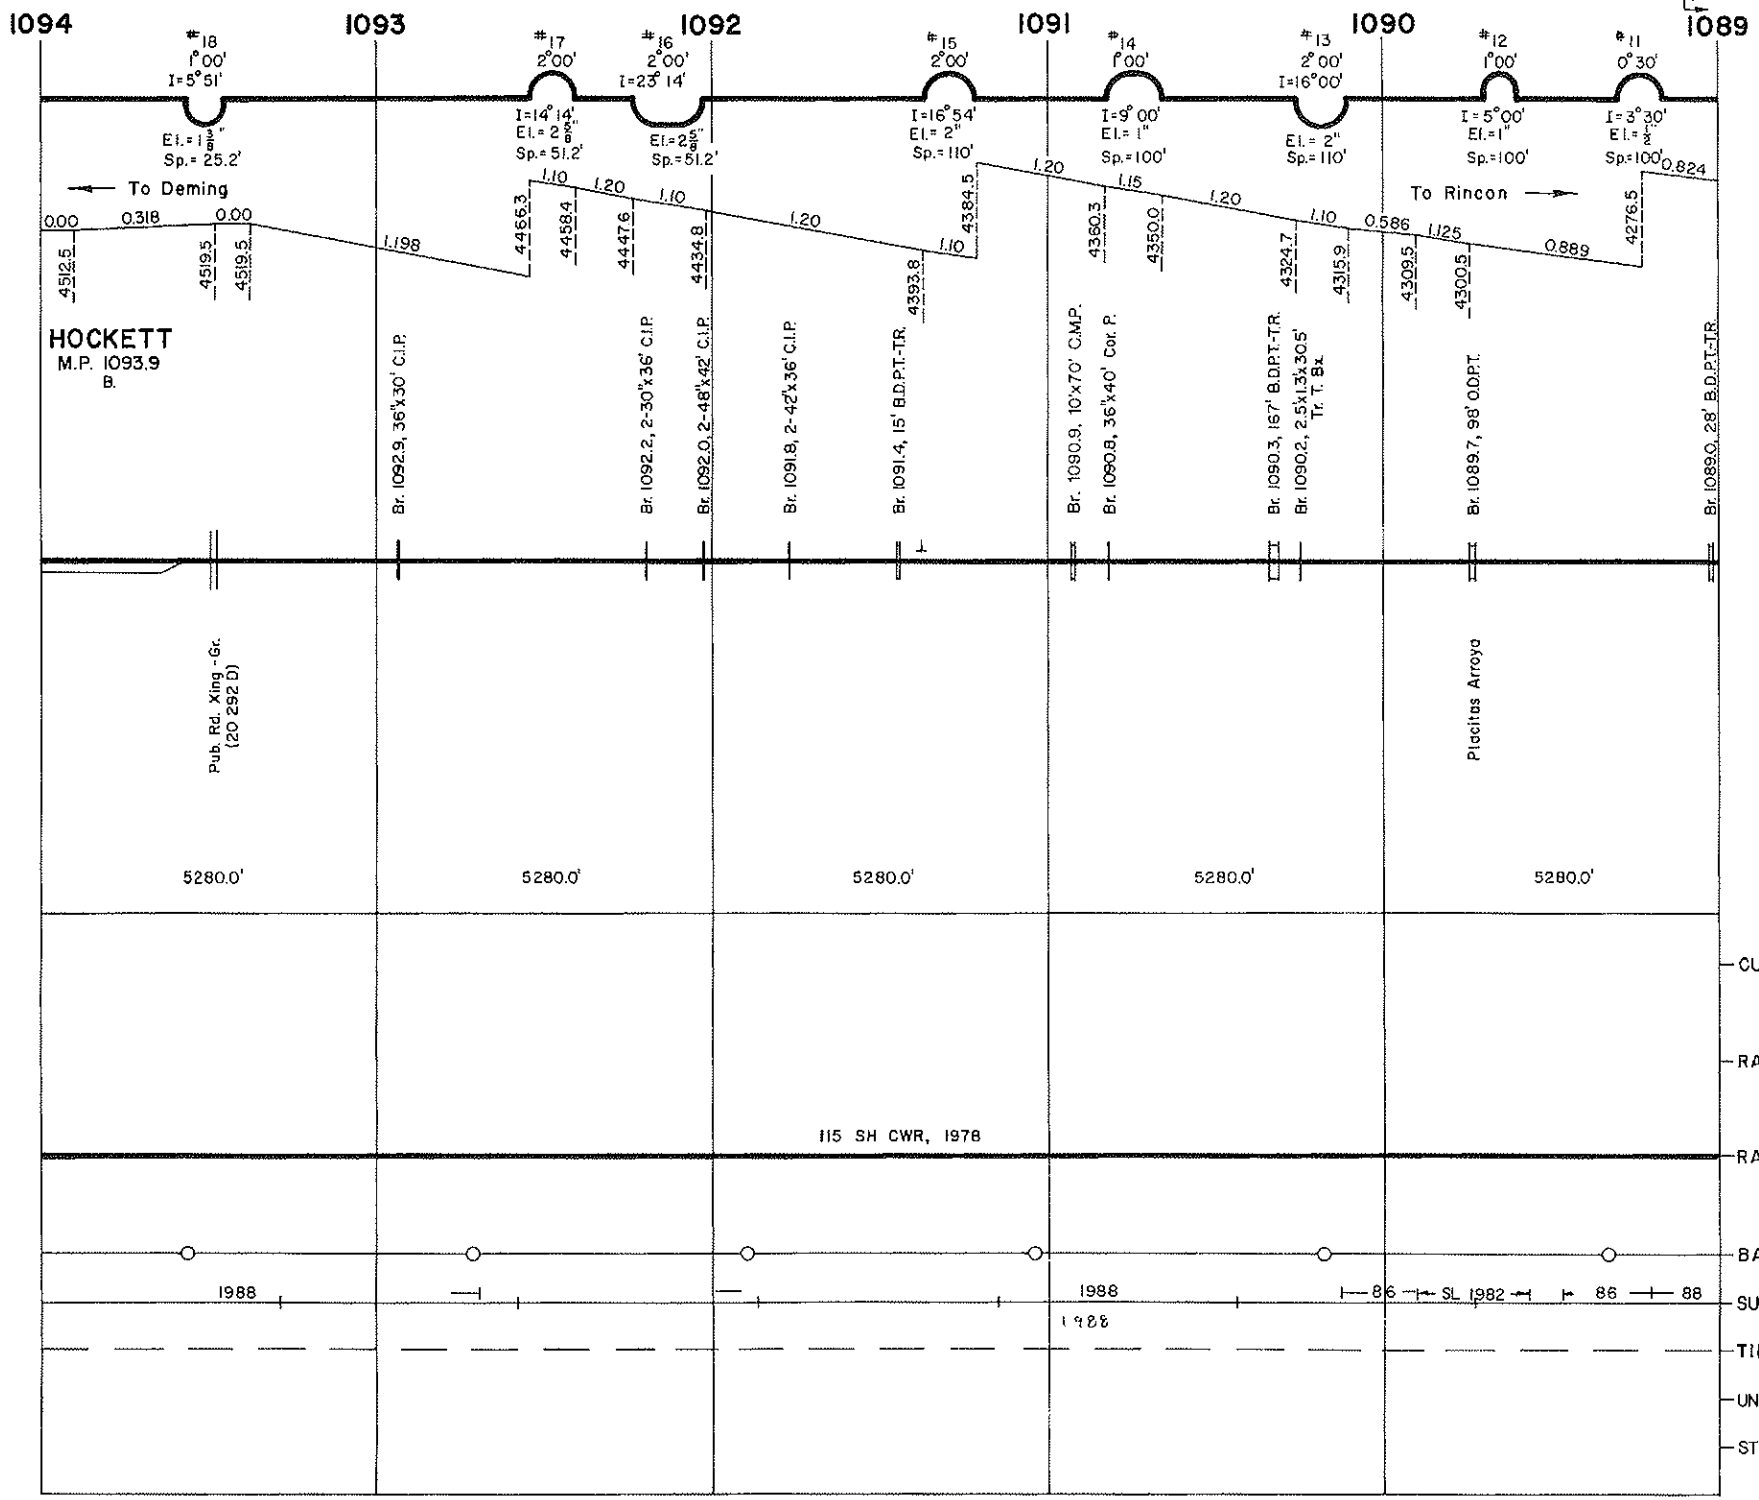 1094 1093 1092 1091 1090 1089
#18
1°00'
I=5°51'
El.=1 3/8"
Sp.=25.2'
#17
2°00'
I=14°14'
El.=2 5/8"
Sp.=51.2'
#16
2°00'
I=23°14'
El.=2 5/8"
Sp.=51.2'
#15
2°00'
I=16°54'
El.=2"
Sp.=110'
#14
1°00'
I=9°00'
El.=1"
Sp.=100'
#13
2°00'
I=16°00'
El.=2"
Sp.=110'
#12
1°00'
I=5°00'
El.=1"
Sp.=100'
#11
0°30'
I=3°30'
El.=1/2"
Sp.=100'
To Deming
To Rincon
0.00 0.318 0.00 1.198 1.10 1.20 1.10 1.20 1.10 1.20 1.15 1.20 1.10 0.586 1.125 0.889 0.824
4512.5
4519.5
4519.5
4466.3
4458.4
4447.6
4434.8
4393.8
4384.5
4360.3
4350.0
4324.7
4315.9
4309.5
4300.5
4276.5
HOCKETT
M.P. 1093.9
B.
Br. 1092.9, 36"x30' C.I.P.
Br. 1092.2, 2-30"x36' C.I.P.
Br. 1092.0, 2-48"x42' C.I.P.
Br. 1091.8, 2-42"x36' C.I.P.
Br. 1091.4, 15' B.D.P.T.-T.R.
Br. 1090.9, 10'x70' C.M.P.
Br. 1090.8, 36"x40' Cor. P.
Br. 1090.3, 167' B.D.P.T.-T.R.
Br. 1090.2, 2.5'x1.3'x30.5'
Tr. T. Bx.
Br. 1089.7, 98' O.D.P.T.
Br. 1089.0, 28' B.D.P.T.-T.R.
Pub. Rd. Xing - Gr.
(20 292 D)
Placitas Arroyo
5280.0' 5280.0' 5280.0' 5280.0' 5280.0'
CU
RA
115 SH CWR, 1978
RA
BA
1988 1988 86 SL 1982 86 88
SU
1988
TI
UN
ST